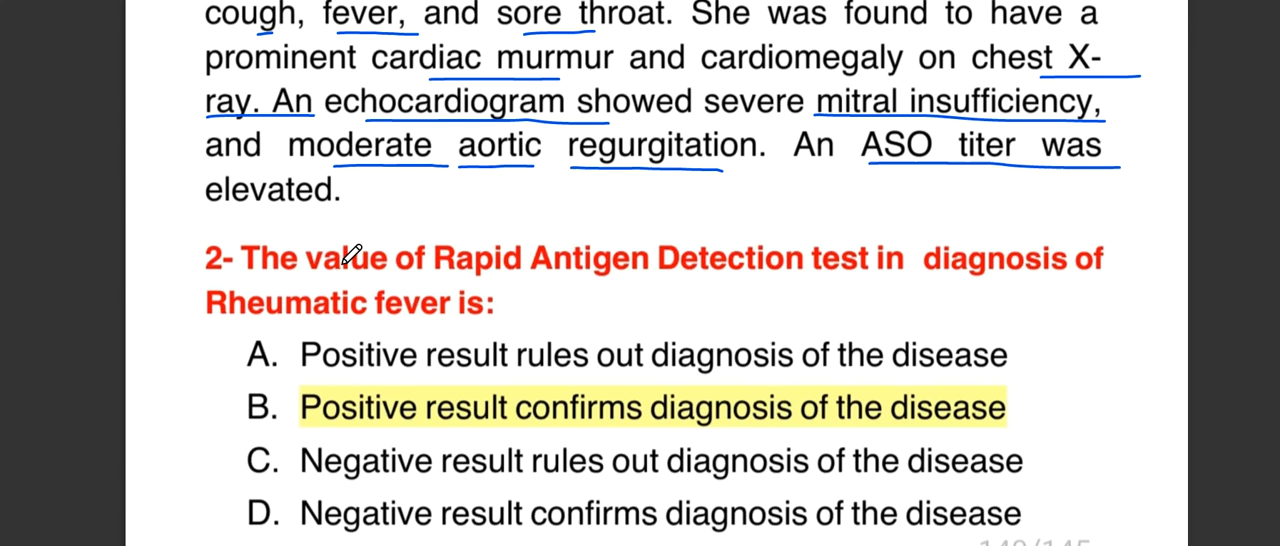 cough, fever, and sore throat. She was found to have a
prominent cardiac murmur and cardiomegaly on chest X-
ray. An echocardiogram showed severe mitral insufficiency,
and moderate aortic regurgitation. An ASO titer was
elevated.
2- The value of Rapid Antigen Detection test in diagnosis of
Rheumatic fever is:
A. Positive result rules out diagnosis of the disease
B. Positive result confirms diagnosis of the disease
C. Negative result rules out diagnosis of the disease
D. Negative result confirms diagnosis of the disease